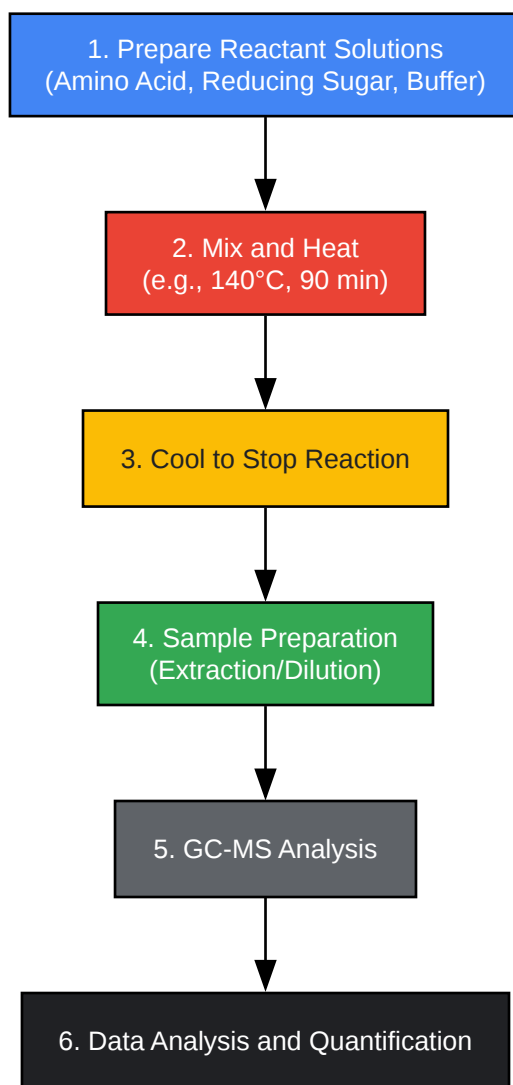 1. Prepare Reactant Solutions
(Amino Acid, Reducing Sugar, Buffer)
2. Mix and Heat
(e.g., 140°C, 90 min)
3. Cool to Stop Reaction
4. Sample Preparation
(Extraction/Dilution)
5. GC-MS Analysis
6. Data Analysis and Quantification